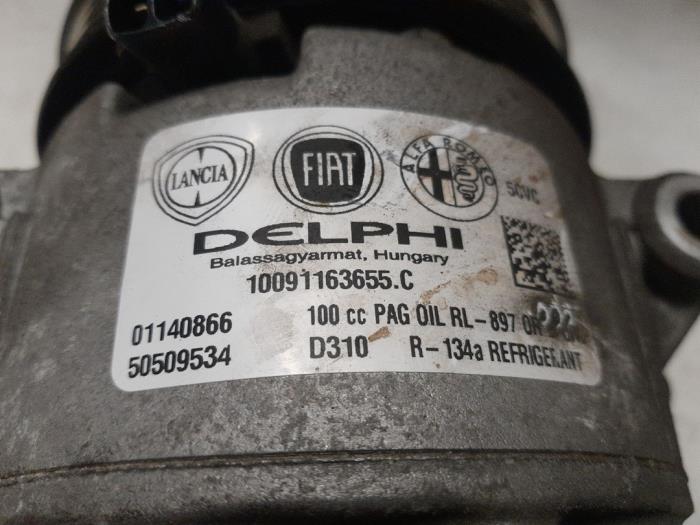 LANCIA
FIAT
ALFA ROMEO
5CVC
DELPHI
Balassagyarmat, Hungary
10091163655.C
01140866 100 cc PAG OIL RL-897
50509534 D310 R-134a REFRIGERANT